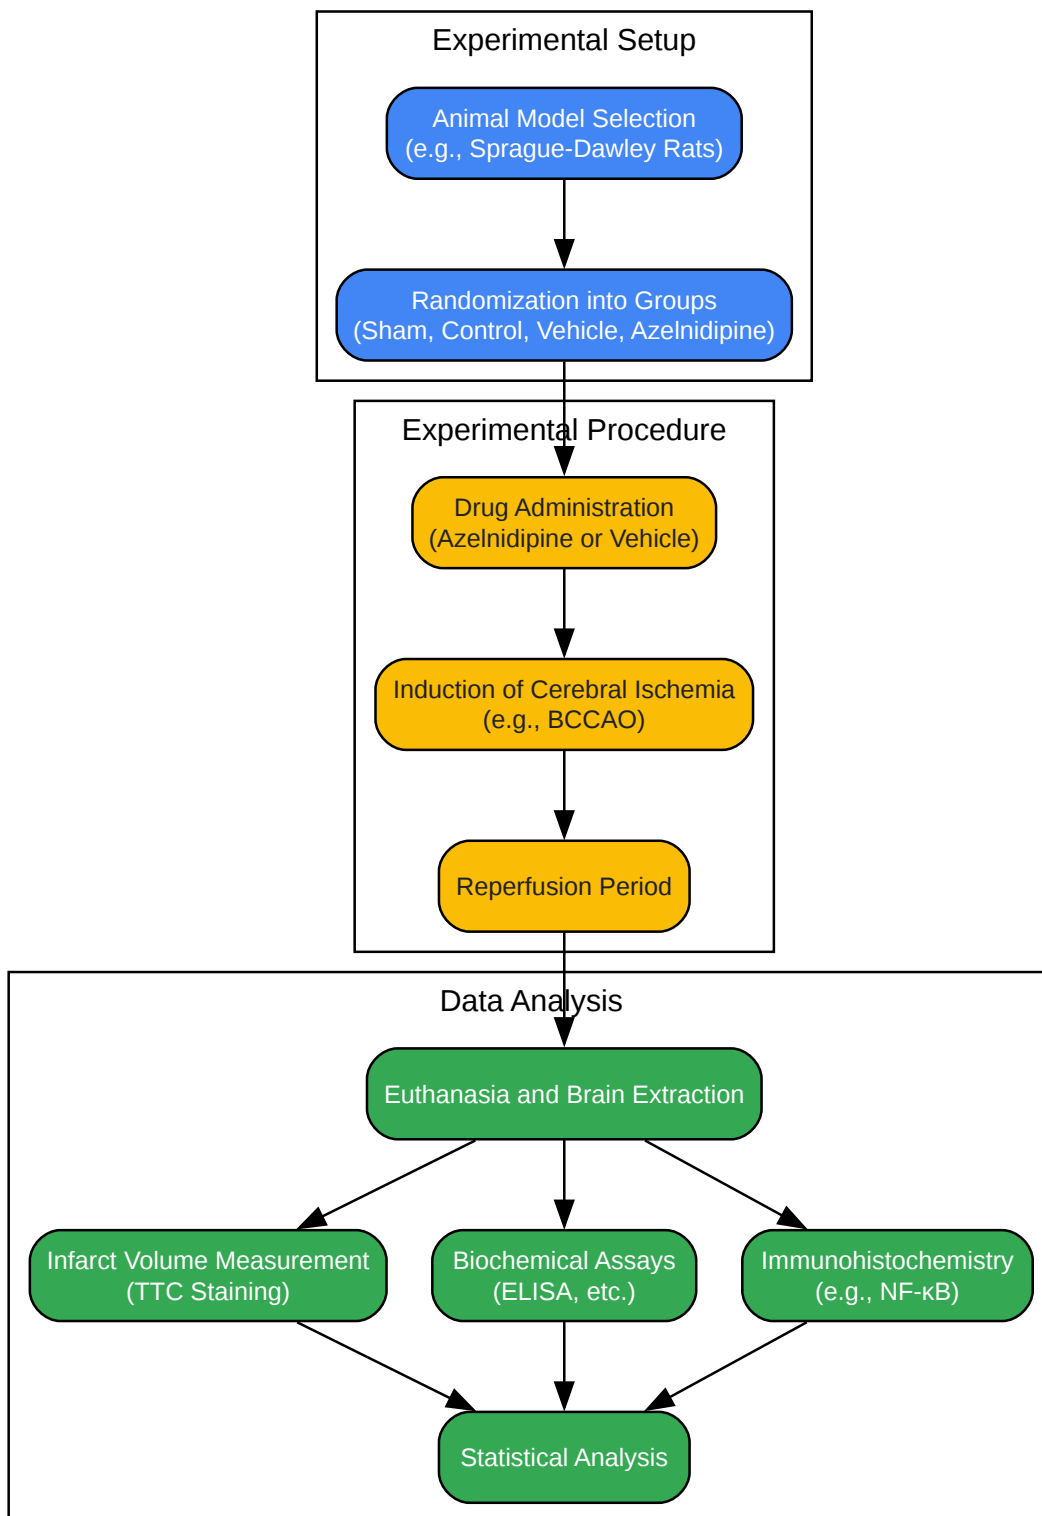 Experimental Setup
Animal Model Selection
(e.g., Sprague-Dawley Rats)
Randomization into Groups
(Sham, Control, Vehicle, Azelnidipine)
Experimental Procedure
Drug Administration
(Azelnidipine or Vehicle)
Induction of Cerebral Ischemia
(e.g., BCCAO)
Reperfusion Period
Data Analysis
Euthanasia and Brain Extraction
Infarct Volume Measurement
(TTC Staining)
Biochemical Assays
(ELISA, etc.)
Immunohistochemistry
(e.g., NF-κB)
Statistical Analysis